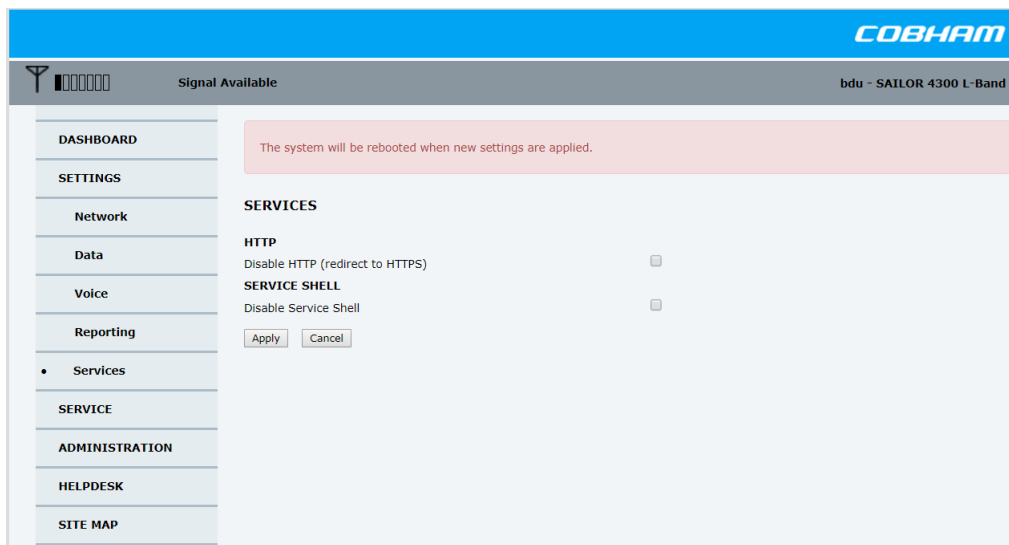 COBHAM
Signal Available
bdu - SAILOR 4300 L-Band
DASHBOARD
SETTINGS
Network
Data
Voice
Reporting
Services
SERVICE
ADMINISTRATION
HELPDESK
SITE MAP
The system will be rebooted when new settings are applied.
SERVICES
HTTP
Disable HTTP (redirect to HTTPS)
SERVICE SHELL
Disable Service Shell
Apply Cancel